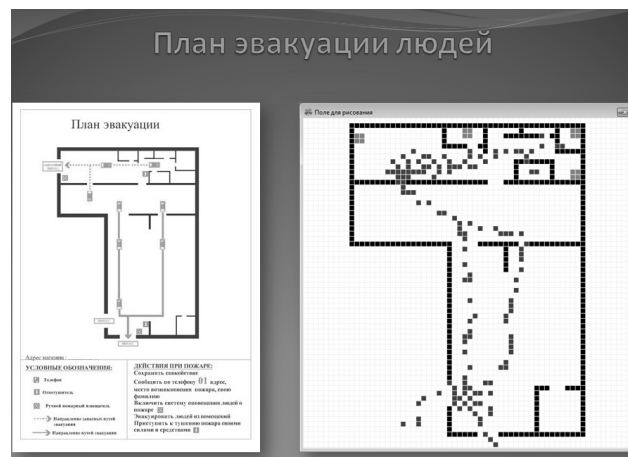 План эвакуации людей
План эвакуации
Поле для рисования
Адрес магазина:
УСЛОВНЫЕ ОБОЗНАЧЕНИЯ:
Телефон
Огнетушитель
Ручной пожарный извещатель
Направление запасных путей
эвакуации
Направление путей эвакуации
ДЕЙСТВИЯ ПРИ ПОЖАРЕ:
Сохранять спокойствие
Сообщить по телефону 01 адрес,
место возникновения пожара, свою
фамилию
Включить систему оповещения людей о
пожаре
Эвакуировать людей из помещений
Приступить к тушению пожара своими
силами и средствами